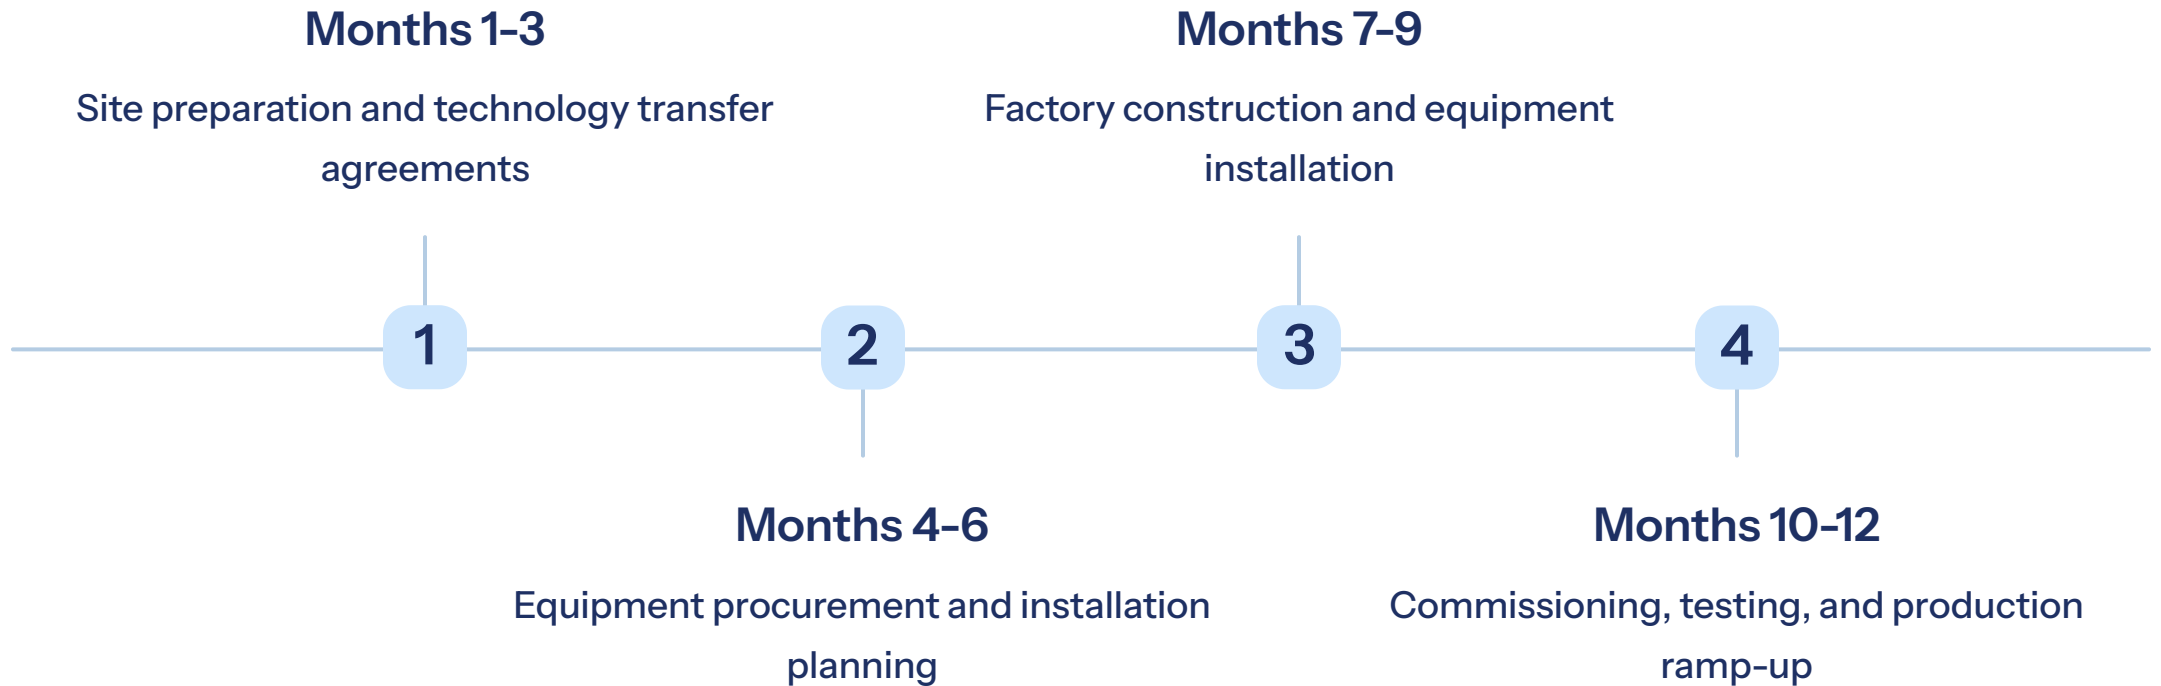 Months 1–3
Site preparation and technology transfer
agreements
Months 7–9
Factory construction and equipment
installation
1
2
3
4
Months 4–6
Equipment procurement and installation
planning
Months 10–12
Commissioning, testing, and production
ramp-up